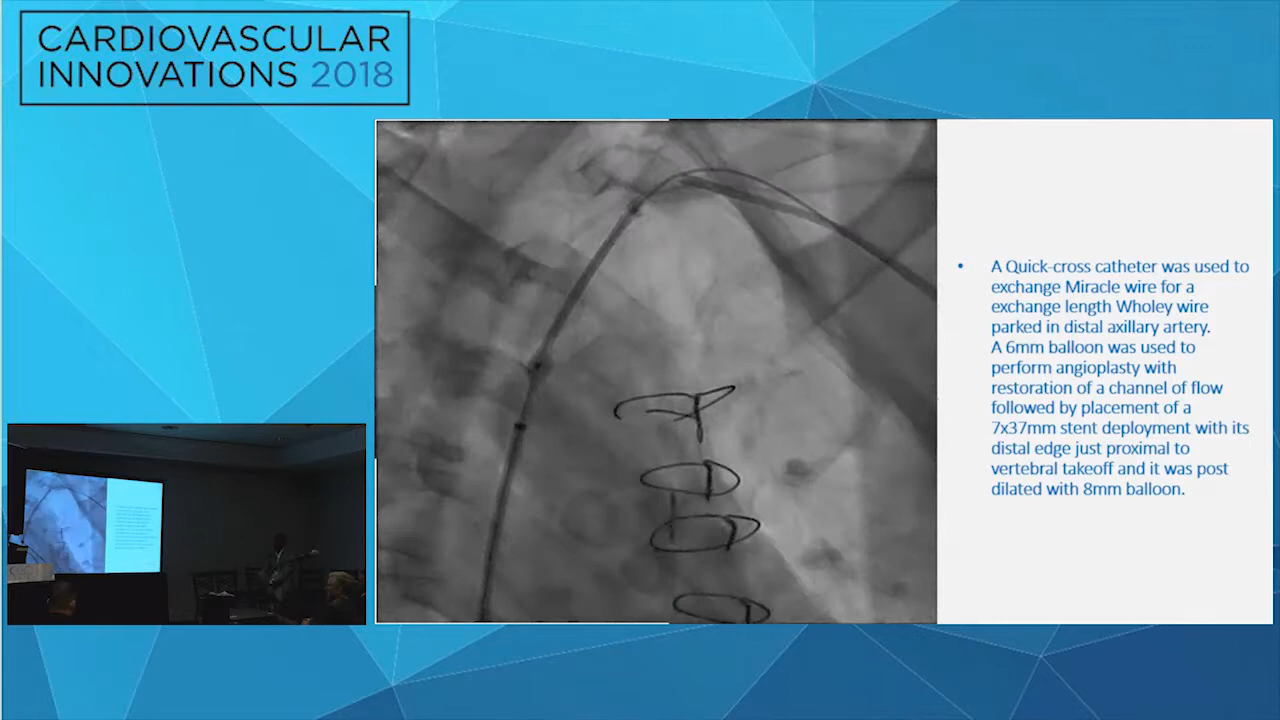 CARDIOVASCULAR
INNOVATIONS 2018
• A Quick-cross catheter was used to
exchange Miracle wire for a
exchange length Wholey wire
parked in distal axillary artery.
A 6mm balloon was used to
perform angioplasty with
restoration of a channel of flow
followed by placement of a
7x37mm stent deployment with its
distal edge just proximal to
vertebral takeoff and it was post
dilated with 8mm balloon.